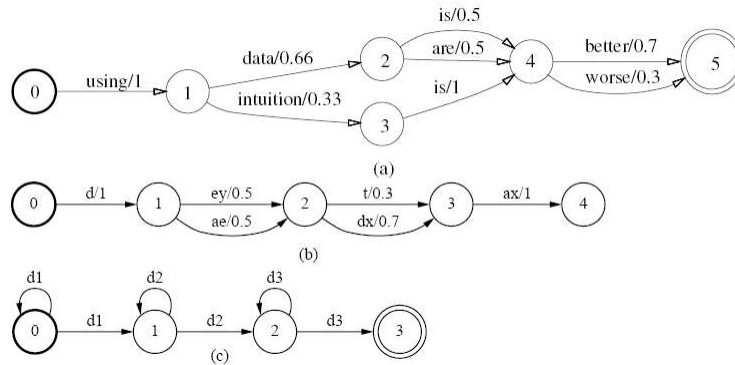 is/0.5
data/0.66 are/0.5 better/0.7
using/1 2 4
0 1 intuition/0.33 is/1 worse/0.3 5
3
(a)
d/1 ey/0.5 t/0.3 ax/1
0 1 ae/0.5 2 dx/0.7 3 4
(b)
d1 d2 d3
0 d1 1 d2 2 d3 3
(c)